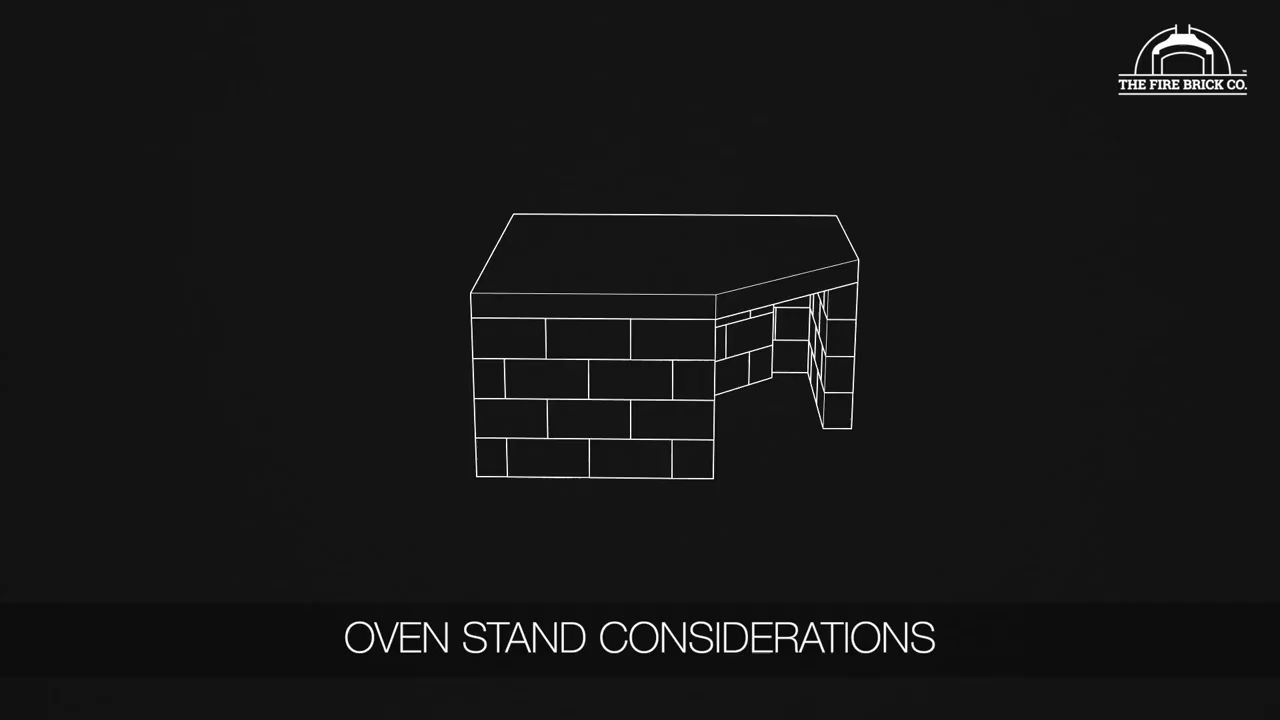 THE FIRE BRICK CO.
OVEN STAND CONSIDERATIONS